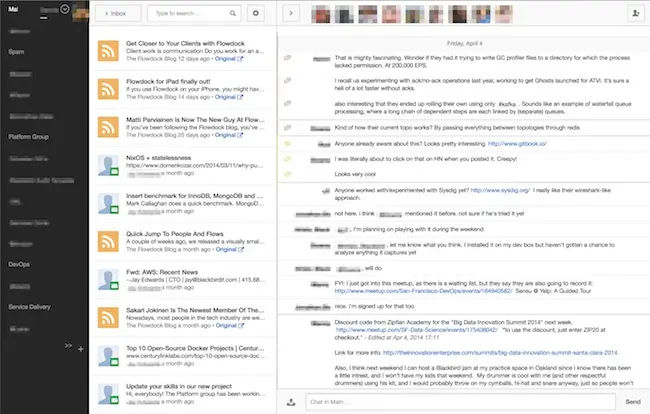 Mai
Spam
Platform Group
DevOps
Service Delivery
>>
+
Inbox
Type to search ...
Get Closer to Your Clients with Flowdock
Client work is communication Do you work for an a...
The Flowdock Blog 12 days ago • Original
Flowdock for iPad finally out!
If you use Flowdock on your iPhone, you might hav...
The Flowdock Blog 14 days ago • Original
Matti Parviainen Is Now The New Guy At Flow...
If you've been following the Flowdock blog, you've ...
The Flowdock Blog 25 days ago • Original
NixOS + statelessness
https://www.domenkozar.com/2014/03/11/why-pu...
a month ago
Insert benchmark for InnoDB, MongoDB and ...
Mark Callaghan does a quick benchmark. MongoD...
a month ago
Quick Jump To People And Flows
A couple of weeks ago, we released a visually small...
The Flowdock Blog a month ago • Original
Fwd: AWS: Recent News
--Jay Edwards | CTO | jay@blackbirdit | 415.68...
a month ago
Sakari Jokinen Is The Newest Member Of The...
Nowadays, most people in the tech industry are we...
The Flowdock Blog a month ago • Original
Top 10 Open-Source Docker Projects | Centur...
www.centurylinklabs.com/top-10-open-source-doc...
a month ago
Update your skills in our new project
Hi, everybody! The Platform group has been workin...
a month ago
Friday, April 4
That is mighty fascinating. Wonder if they had it trying to write GC profiler files to a directory for which the process
lacked permission. At 200,000 EPS.
I recall us experimenting with ack/no-ack operations last year, working to get Ghosts launched for ATVI. It's sure a
hell of a lot faster without acks.
also interesting that they ended up rolling their own using only #kafka . Sounds like an example of waterfall queue
processing, where a long chain of dependent steps are each linked by (separate) queues.
Kind of how their current topo works? By passing everything between topologies through redis
Anyone already aware about this? Looks pretty interesting. http://www.gitbook.io/
I was literally about to click on that on HN when you posted it. Creepy!
Looks very cool
Anyone worked/experimented with Sysdig yet? http://www.sysdig.org/ I really like their wireshark-like
approach.
not here. i think , mentioned it before. not sure if he's tried it yet
, I'm planning on playing with it during the weekend
, let me know what you think. I installed it on my dev box but haven't gotten a chance to
analyze anything it captures yet
, will do
FYI: I just got into this meetup, as there is a waiting list, but they say they are also going to record it:
http://www.meetup.com/San-Francisco-DevOps/events/164940582/ Sensu @ Yelp: A Guided Tour
nice. i'm signed up for that too
Discount code from Zipfian Academy for the "Big Data Innovation Summit 2014" next week.
http://www.meetup.com/SF-Data-Science/events/175436042/ "to use the discount, just enter ZIP20 at
checkout." - Edited at April 4, 2014 17:11
Link for more info: http://theinnovationenterprise.com/summits/big-data-innovation-summit-santa-clara-2014
Also, I think next weekend I can host a Blackbird jam at my practice space in Oakland since I know there has been
a little intrest, and I won't have my kids that weekend. My drummer is cool with me (and other respectful
drummers) using his kit, and I would probably throw on my cymbals, hi-hat and snare anyway, just so people won't
Chat in Main ...
Send